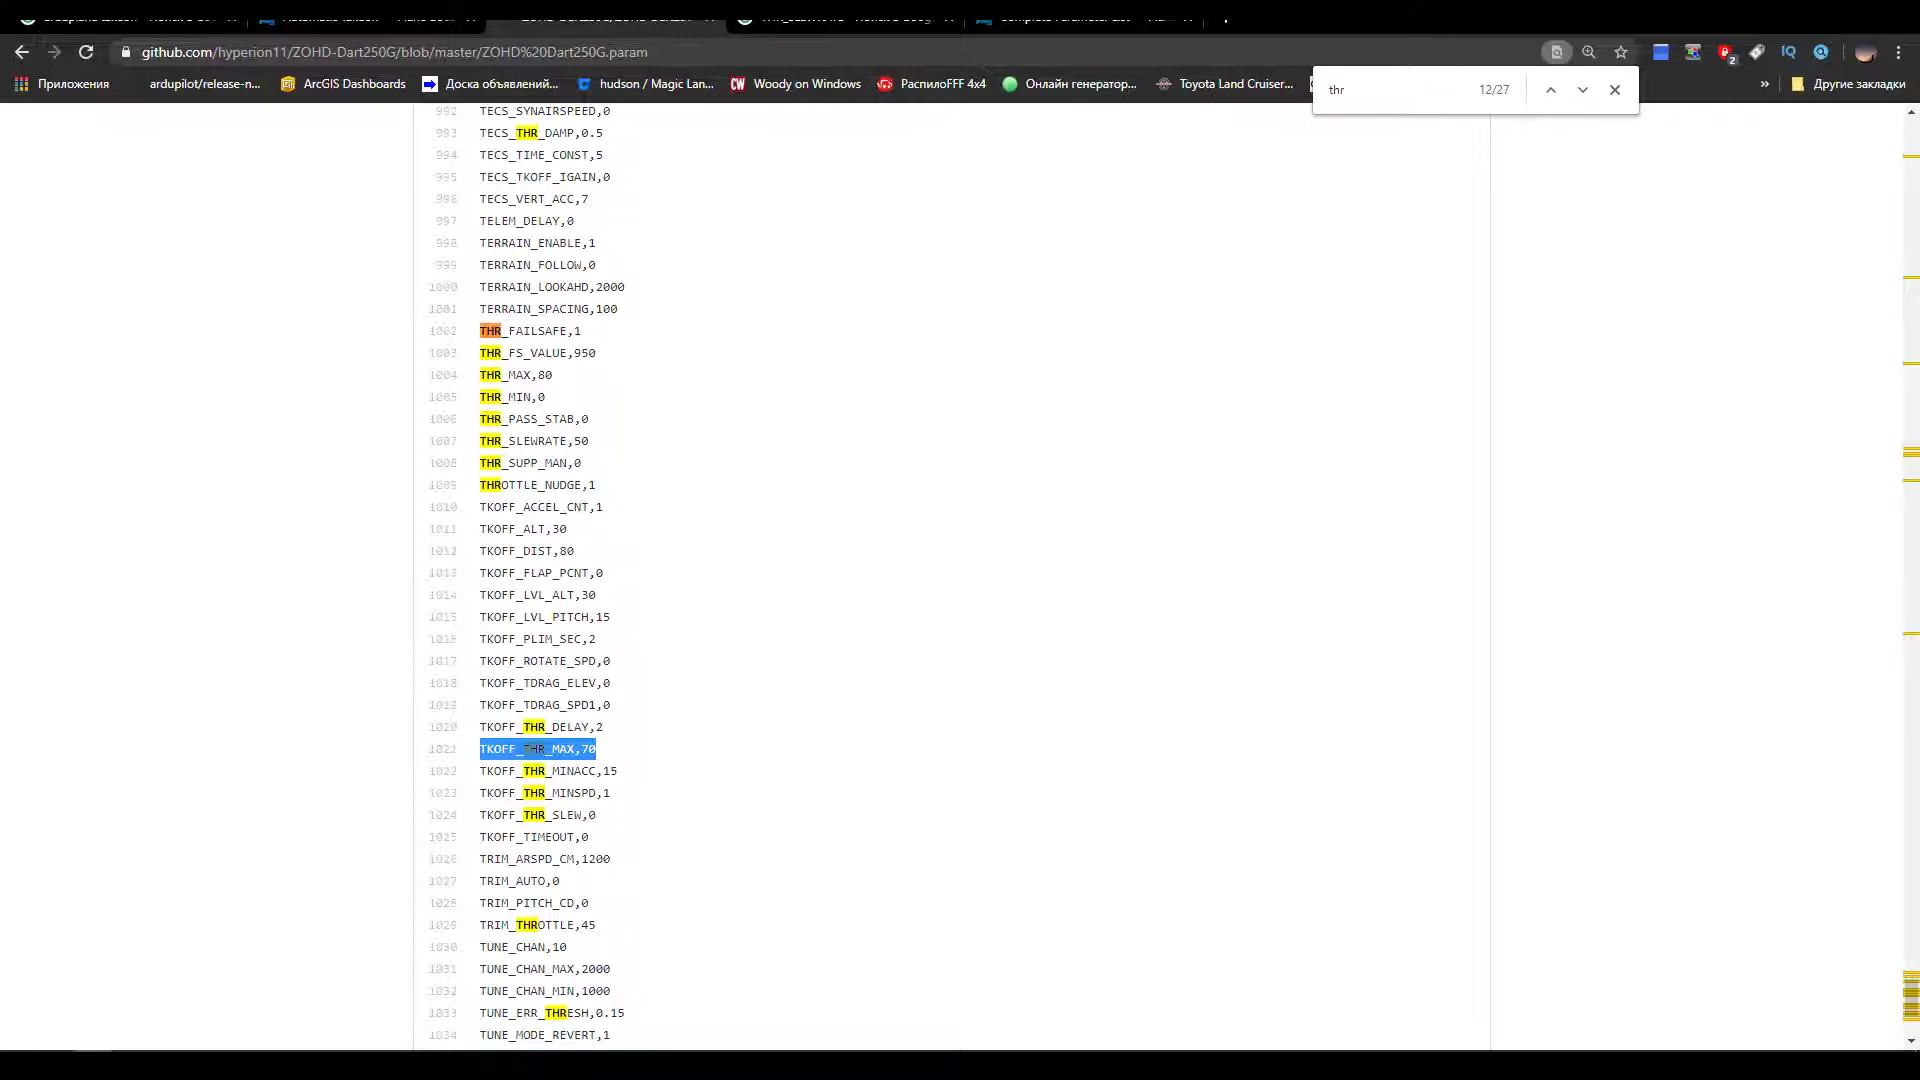 github.com/hyperion11/ZOHD-Dart250G/blob/master/ZOHD%20Dart250G.param
2
Приложения ardupilot/release-n... ArcGIS Dashboards Доска объявлений... hudson / Magic Lan... Woody on Windows РаспилоFFF 4x4 Онлайн генератор... Toyota Land Cruiser... » Другие закладки
thr 12/27
992 TECS_SYNAIRSPEED,0
993 TECS_THR_DAMP,0.5
994 TECS_TIME_CONST,5
995 TECS_TKOFF_IGAIN,0
996 TECS_VERT_ACC,7
997 TELEM_DELAY,0
998 TERRAIN_ENABLE,1
999 TERRAIN_FOLLOW,0
1000 TERRAIN_LOOKAHD,2000
1001 TERRAIN_SPACING,100
1002 THR_FAILSAFE,1
1003 THR_FS_VALUE,950
1004 THR_MAX,80
1005 THR_MIN,0
1006 THR_PASS_STAB,0
1007 THR_SLEWRATE,50
1008 THR_SUPP_MAN,0
1009 THROTTLE_NUDGE,1
1010 TKOFF_ACCEL_CNT,1
1011 TKOFF_ALT,30
1012 TKOFF_DIST,80
1013 TKOFF_FLAP_PCNT,0
1014 TKOFF_LVL_ALT,30
1015 TKOFF_LVL_PITCH,15
1016 TKOFF_PLIM_SEC,2
1017 TKOFF_ROTATE_SPD,0
1018 TKOFF_TDRAG_ELEV,0
1019 TKOFF_TDRAG_SPD1,0
1020 TKOFF_THR_DELAY,2
1021 TKOFF_THR_MAX,70
1022 TKOFF_THR_MINACC,15
1023 TKOFF_THR_MINSPD,1
1024 TKOFF_THR_SLEW,0
1025 TKOFF_TIMEOUT,0
1026 TRIM_ARSPD_CM,1200
1027 TRIM_AUTO,0
1028 TRIM_PITCH_CD,0
1029 TRIM_THROTTLE,45
1030 TUNE_CHAN,10
1031 TUNE_CHAN_MAX,2000
1032 TUNE_CHAN_MIN,1000
1033 TUNE_ERR_THRESH,0.15
1034 TUNE_MODE_REVERT,1